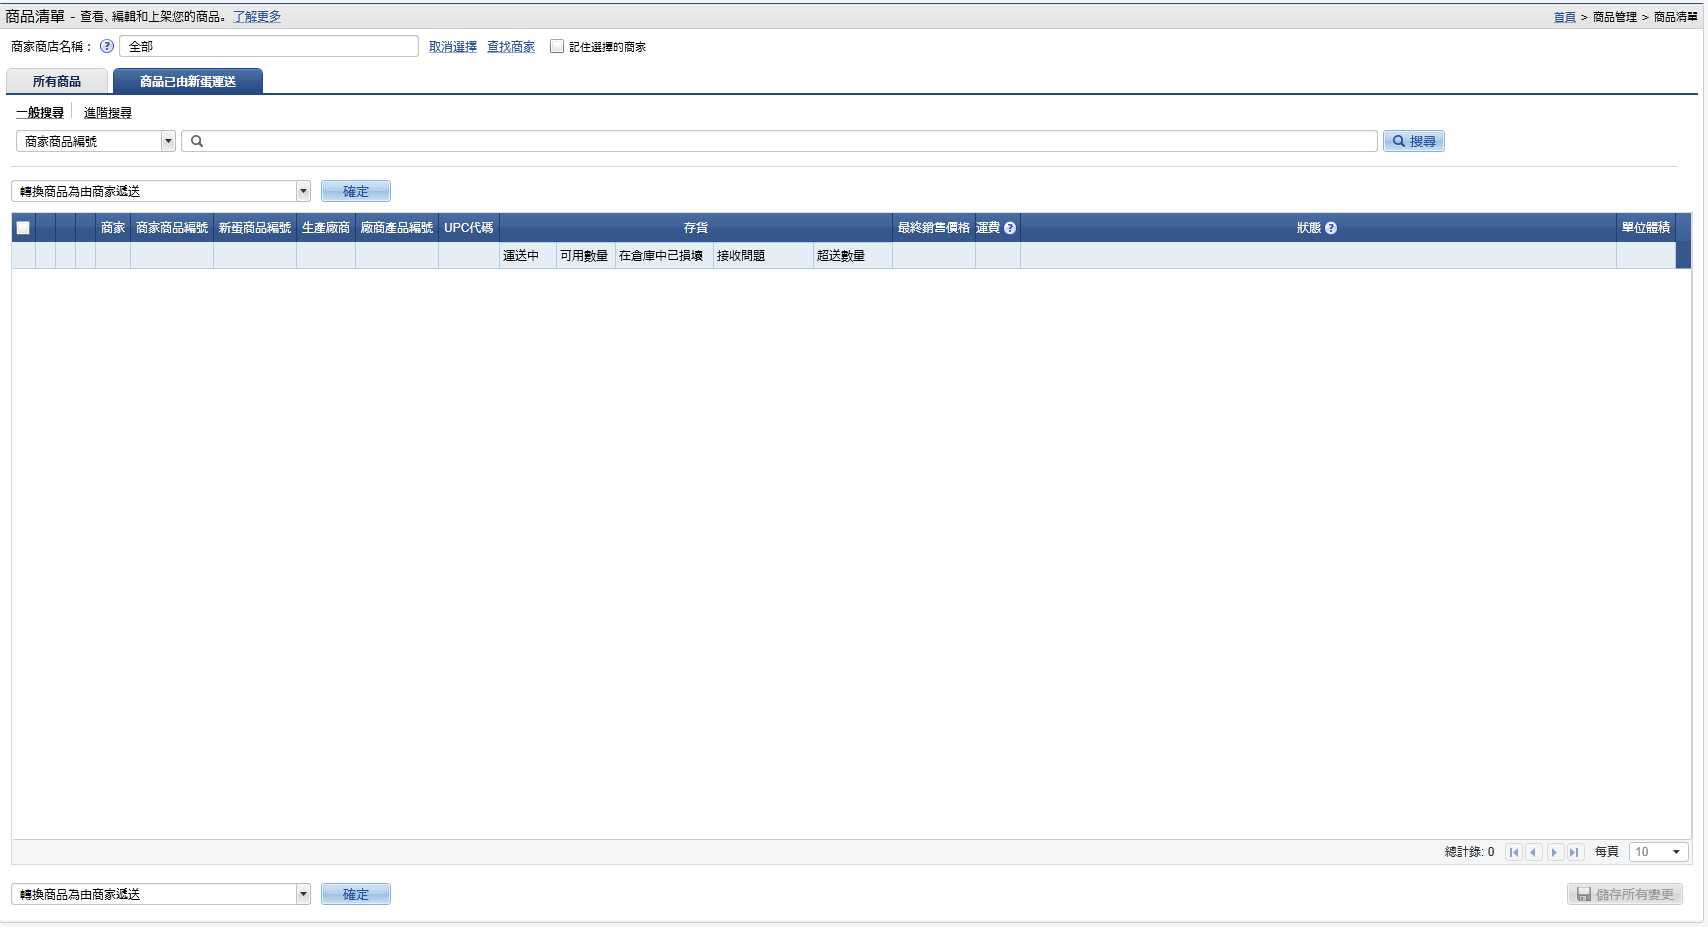 商品清單 - 查看、編輯和上架您的商品。 了解更多
首頁 > 商品管理 > 商品清單
商家商店名稱： ? 全部 取消選擇 查找商家 記住選擇的商家
所有商品 商品已由新蛋運送
一般搜尋 進階搜尋
商家商品編號 搜尋
轉換商品為由商家遞送 確定
商家 商家商品編號 新蛋商品編號 生產廠商 廠商產品編號 UPC代碼 存貨 最終銷售價格 運費 ? 狀態 ? 單位體積
運送中 可用數量 在倉庫中已損壞 接收問題 超送數量
總計錄: 0 每頁 10
轉換商品為由商家遞送 確定 儲存所有變更